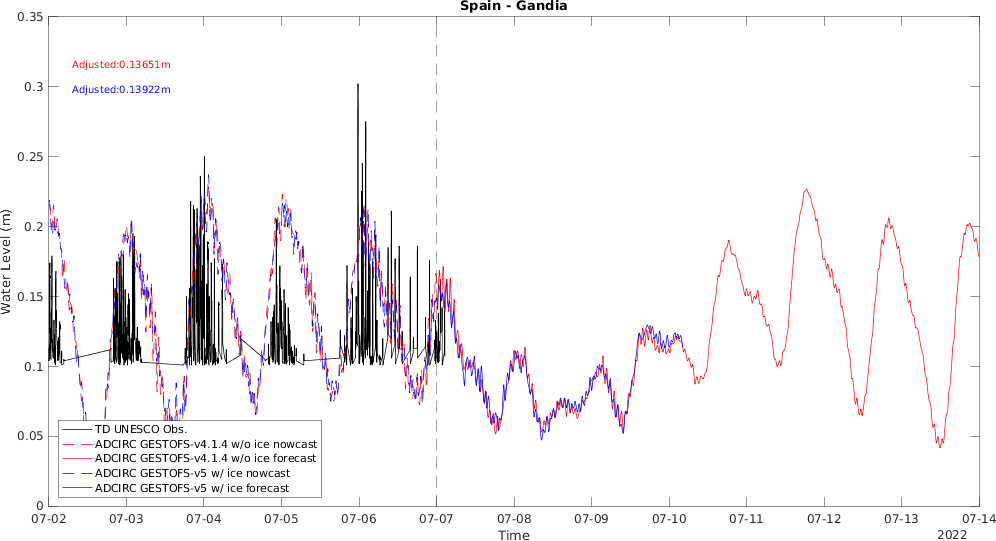 Spain - Gandia
0.35
0.3
0.25
0.2
0.15
0.1
0.05
0
Water Level (m)
Adjusted:0.13651m
Adjusted:0.13922m
TD UNESCO Obs.
ADCIRC GESTOFS-v4.1.4 w/o ice nowcast
ADCIRC GESTOFS-v4.1.4 w/o ice forecast
ADCIRC GESTOFS-v5 w/ ice nowcast
ADCIRC GESTOFS-v5 w/ ice forecast
07-02 07-03 07-04 07-05 07-06 07-07 07-08 07-09 07-10 07-11 07-12 07-13 07-14
Time
2022